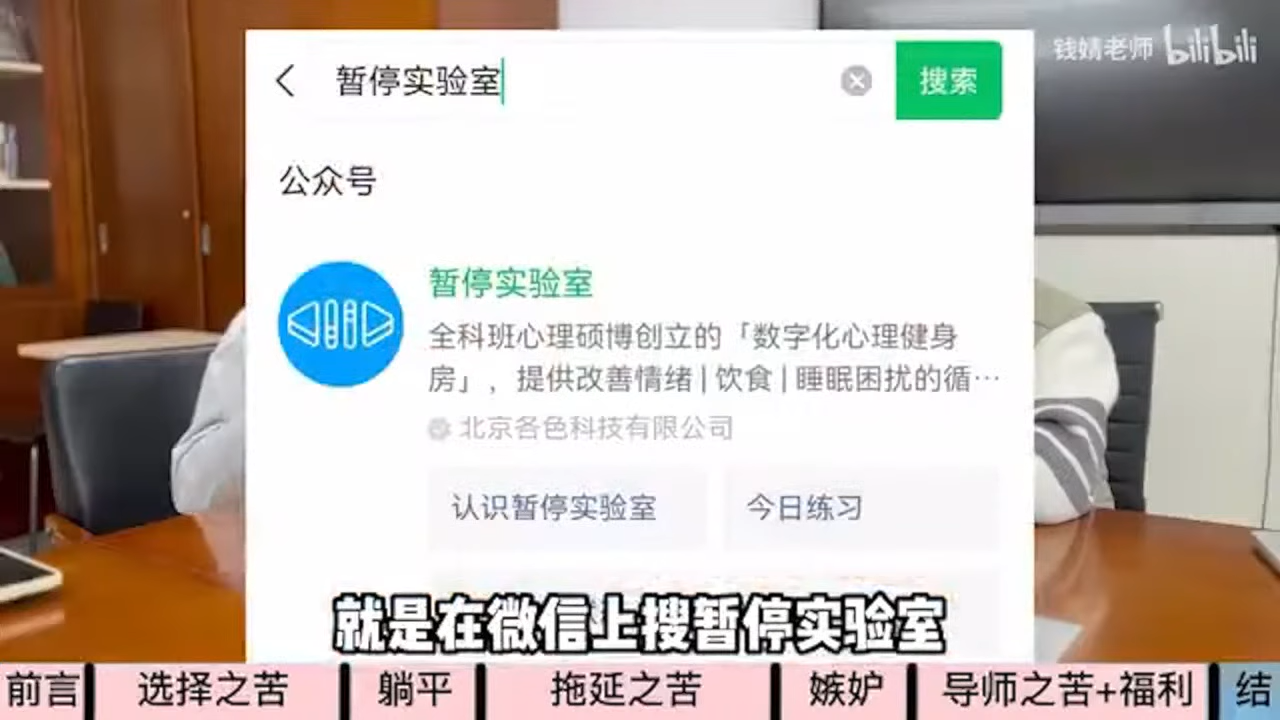 钱婧老师 bilibili
暂停实验室
搜索
公众号
暂停实验室
全科班心理硕博创立的「数字化心理健身
房」，提供改善情绪|饮食|睡眠困扰的循…
北京各色科技有限公司
认识暂停实验室
今日练习
就是在微信上搜暂停实验室
前言 选择之苦 躺平 拖延之苦 嫉妒 导师之苦+福利 结